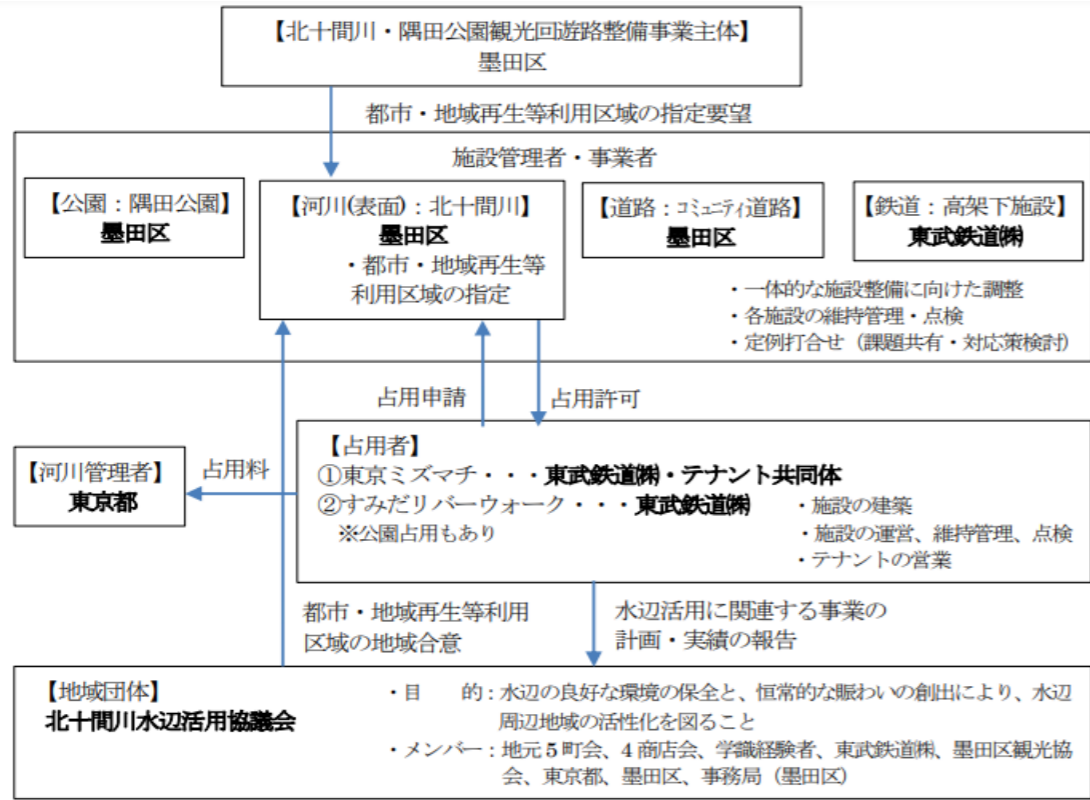 【北十間川・隅田公園観光回遊路整備事業主体】
墨田区
都市・地域再生等利用区域の指定要望
施設管理者・事業者
【公園：隅田公園】
墨田区
【河川(表面)：北十間川】
墨田区
・都市・地域再生等
利用区域の指定
【道路：ｺﾐｭﾆﾃｨ道路】
墨田区
【鉄道：高架下施設】
東武鉄道㈱
・一体的な施設整備に向けた調整
・各施設の維持管理・点検
・定例打合せ（課題共有・対応策検討）
占用申請
占用許可
【河川管理者】
東京都
占用料
【占用者】
①東京ミズマチ・・・東武鉄道㈱・テナント共同体
②すみだリバーウォーク・・・東武鉄道㈱
※公園占用もあり
・施設の建築
・施設の運営、維持管理、点検
・テナントの営業
都市・地域再生等利用
区域の地域合意
水辺活用に関連する事業の
計画・実績の報告
【地域団体】
北十間川水辺活用協議会
・目　　的：水辺の良好な環境の保全と、恒常的な賑わいの創出により、水辺
周辺地域の活性化を図ること
・メンバー：地元５町会、４商店会、学識経験者、東武鉄道㈱、墨田区観光協
会、東京都、墨田区、事務局（墨田区）